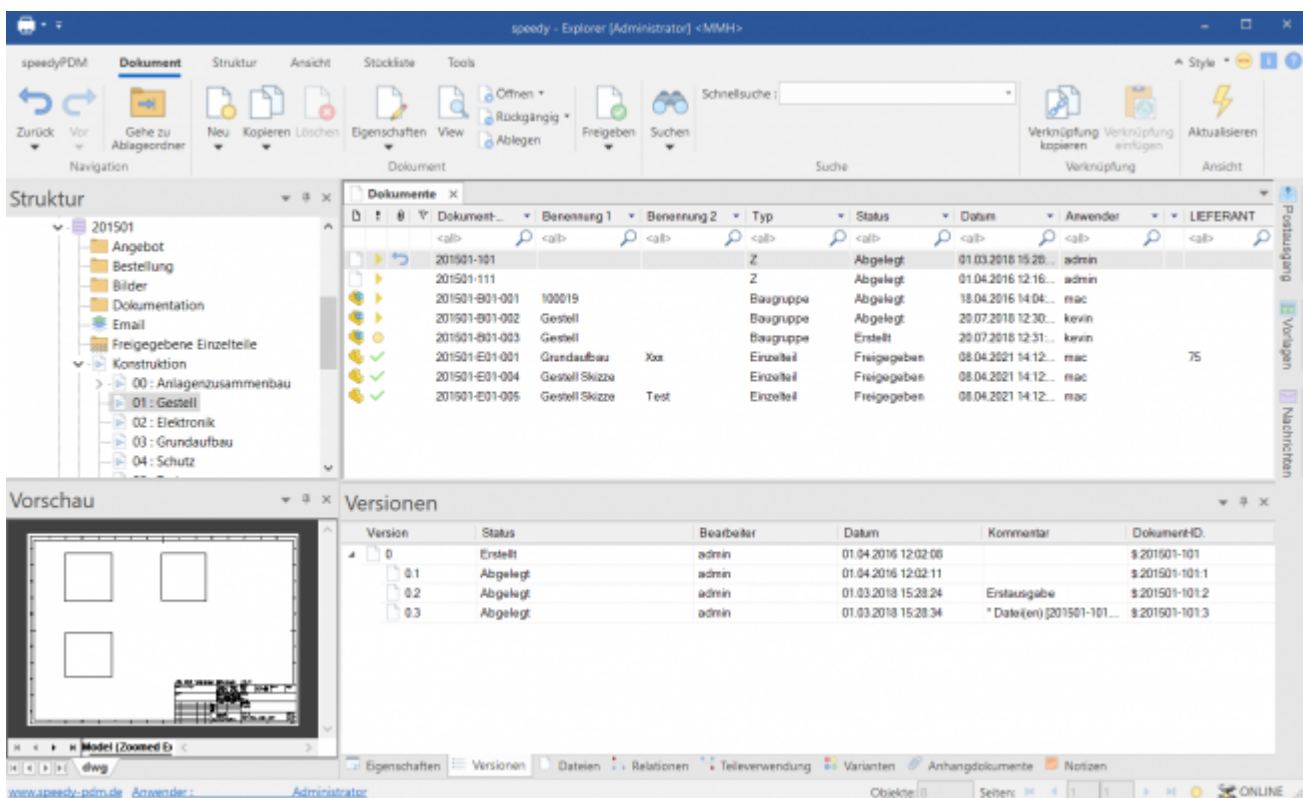 speedy - Explorer [Administrator] <MMH>
speedyPDM Dokument Struktur Ansicht Stückliste Tools Style
Zurück Vor Gehe zu Ablageordner Neu Kopieren Löschen Eigenschaften View Öffnen Rückgängig Ablegen Freigeben Suchen Schnellsuche : Verknüpfung kopieren Verknüpfung einfügen Aktualisieren
Navigation Dokument Suche Verknüpfung Ansicht
Struktur
201501
Angebot
Bestellung
Bilder
Dokumentation
Email
Freigegebene Einzelteile
Konstruktion
00 : Anlagenzusammenbau
01 : Gestell
02 : Elektronik
03 : Grundaufbau
04 : Schutz
Dokumente
Dokument-... Benennung 1 Benennung 2 Typ Status Datum Anwender LIEFERANT
<all> <all> <all> <all> <all> <all> <all> <all>
201501-101 Z Abgelegt 01.03.2018 15:28:... admin
201501-111 Z Abgelegt 01.04.2016 12:16:... admin
201501-B01-001 100019 Baugruppe Abgelegt 18.04.2016 14:04:... mac
201501-B01-002 Gestell Baugruppe Abgelegt 20.07.2018 12:30:... kevin
201501-B01-003 Gestell Baugruppe Erstellt 20.07.2018 12:31:... kevin
201501-E01-001 Grundaufbau Xxx Einzelteil Freigegeben 08.04.2021 14:12:... mac 75
201501-E01-004 Gestell Skizze Einzelteil Freigegeben 08.04.2021 14:12:... mac
201501-E01-005 Gestell Skizze Test Einzelteil Freigegeben 08.04.2021 14:12:... mac
Postausgang
Vorlagen
Nachrichten
Vorschau
Model (Zoomed Ex
dwg
Versionen
Version Status Bearbeiter Datum Kommentar Dokument-ID.
0 Erstellt admin 01.04.2016 12:02:08 $:201501-101
0.1 Abgelegt admin 01.04.2016 12:02:11 $:201501-101:1
0.2 Abgelegt admin 01.03.2018 15:28:24 Erstausgabe $:201501-101:2
0.3 Abgelegt admin 01.03.2018 15:28:34 * Datei(en) [201501-101... $:201501-101:3
Eigenschaften Versionen Dateien Relationen Teileverwendung Varianten Anhangdokumente Notizen
www.speedy-pdm.de Anwender : Administrator Objekte: 8 Seiten: 1 1 ONLINE